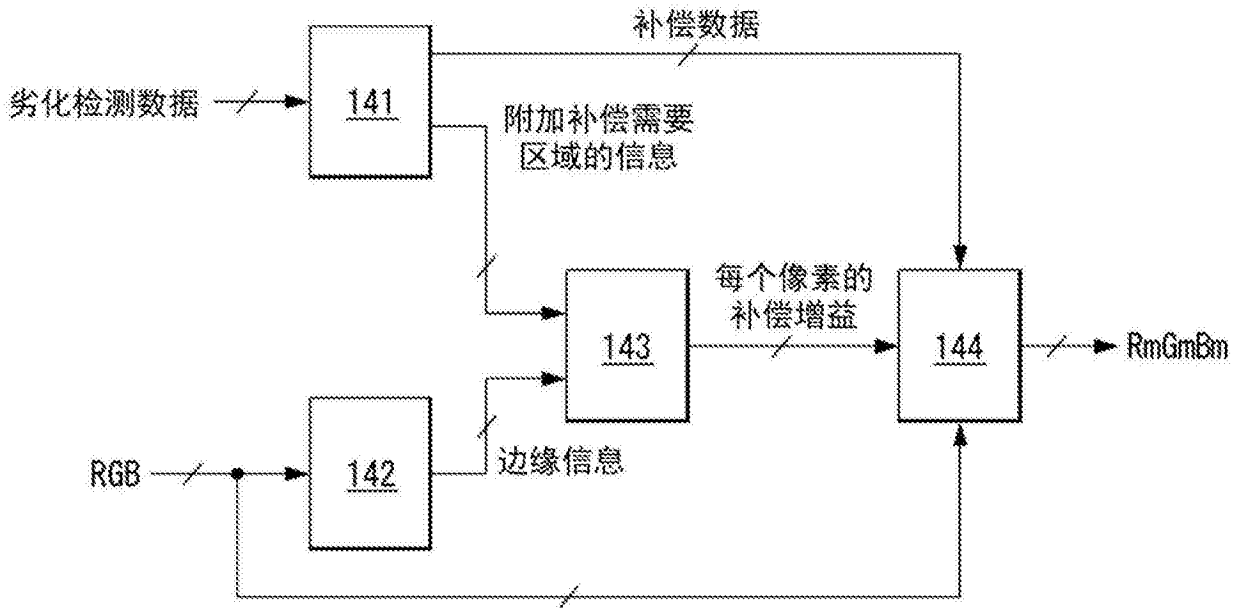 补偿数据
劣化检测数据
141
附加补偿需要
区域的信息
每个像素的
补偿增益
143
144
RmGmBm
RGB
142
边缘信息